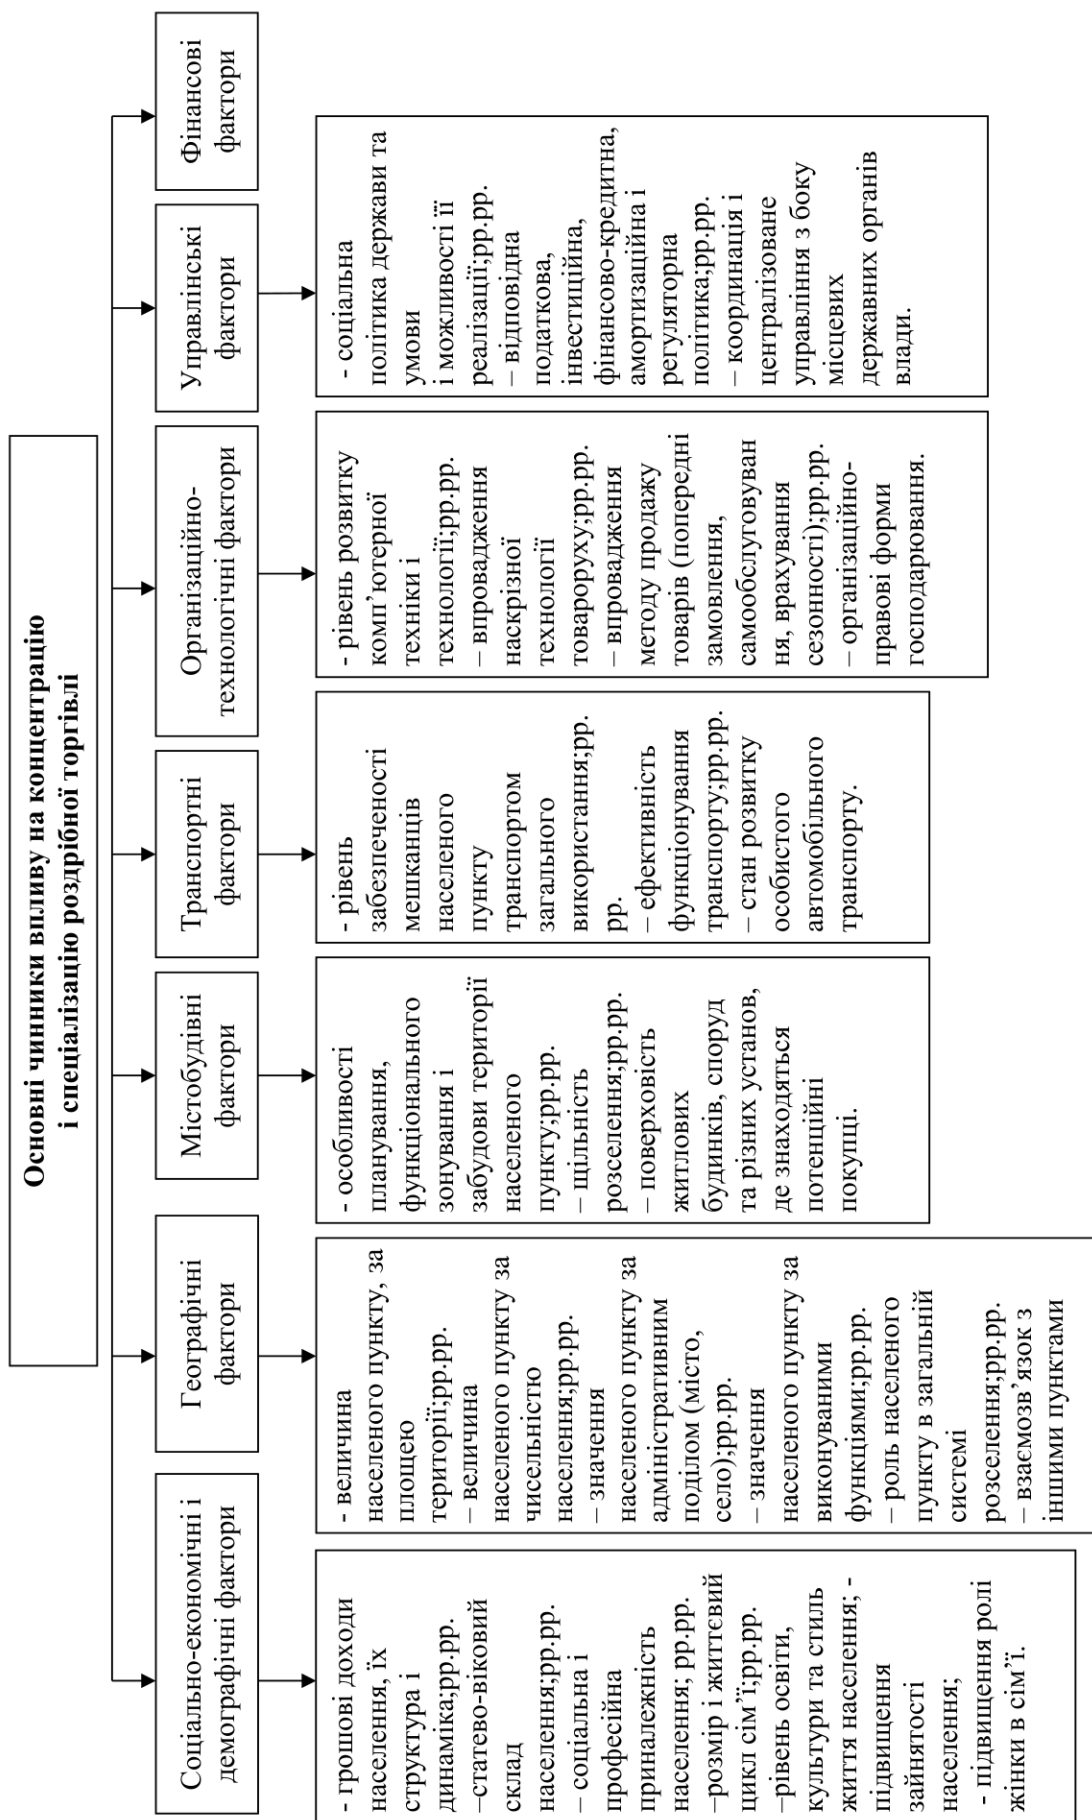 Основні чинники впливу на концентрацію
і спеціалізацію роздрібної торгівлі
Соціально-економічні і
демографічні фактори
Географічні
фактори
Містобудівні
фактори
Транспортні
фактори
Організаційно-
технологічні фактори
Управлінські
фактори
Фінансові
фактори
- грошові доходи
населення, їх
структура і
динаміка;рр.рр.
–статево-віковий
склад
населення;рр.рр.
– соціальна і
професійна
приналежність
населення; рр.рр.
–розмір і життєвий
цикл сім”ї;рр.рр.
–рівень освіти,
культури та стиль
життя населення; -
підвищення
зайнятості
населення;
- підвищення ролі
жінки в сім”ї.
- величина
населеного пункту, за
площею
території;рр.рр.
– величина
населеного пункту за
чисельністю
населення;рр.рр.
– значення
населеного пункту за
адміністративним
поділом (місто,
село);рр.рр.
– значення
населеного пункту за
виконуваними
функціями;рр.рр.
– роль населеного
пункту в загальній
системі
розселення;рр.рр.
– взаємозв’язок з
іншими пунктами
- особливості
планування,
функціонального
зонування і
забудови території
населеного
пункту;рр.рр.
– щільність
розселення;рр.рр.
– поверховість
житлових
будинків, споруд
та різних установ,
де знаходяться
потенційні
покупці.
- рівень
забезпеченості
мешканців
населеного
пункту
транспортом
загального
використання;рр.
рр.
– ефективність
функціонування
транспорту;рр.рр.
– стан розвитку
особистого
автомобільного
транспорту.
- рівень розвитку
комп’ютерної
техніки і
технології;рр.рр.
– впровадження
наскрізної
технології
товароруху;рр.рр.
– впровадження
методу продажу
товарів (попередні
замовлення,
самообслуговуван
ня, врахування
сезонності);рр.рр.
– організаційно-
правові форми
господарювання.
- соціальна
політика держави та
умови
і можливості її
реалізації;рр.рр.
– відповідна
податкова,
інвестиційна,
фінансово-кредитна,
амортизаційна і
регуляторна
політика;рр.рр.
– координація і
централізоване
управління з боку
місцевих
державних органів
влади.